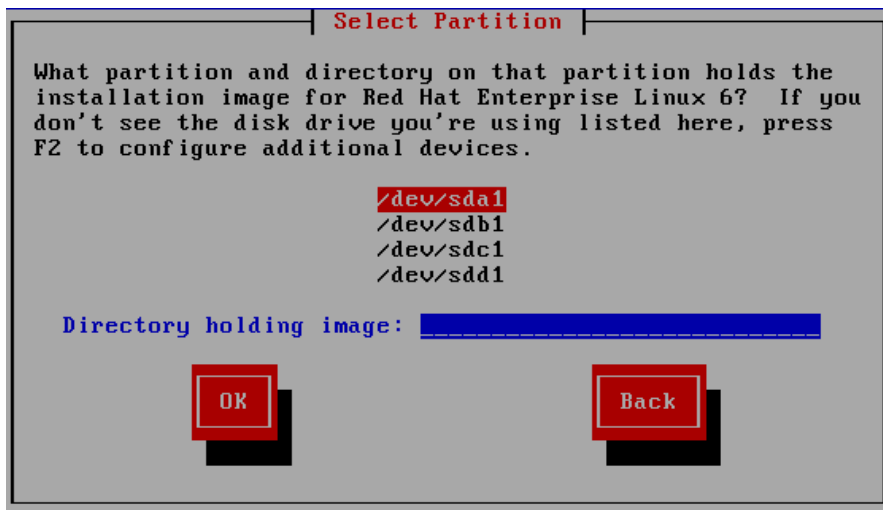 Select Partition
What partition and directory on that partition holds the
installation image for Red Hat Enterprise Linux 6? If you
don't see the disk drive you're using listed here, press
F2 to configure additional devices.
/dev/sda1
/dev/sdb1
/dev/sdc1
/dev/sdd1
Directory holding image:
OK Back